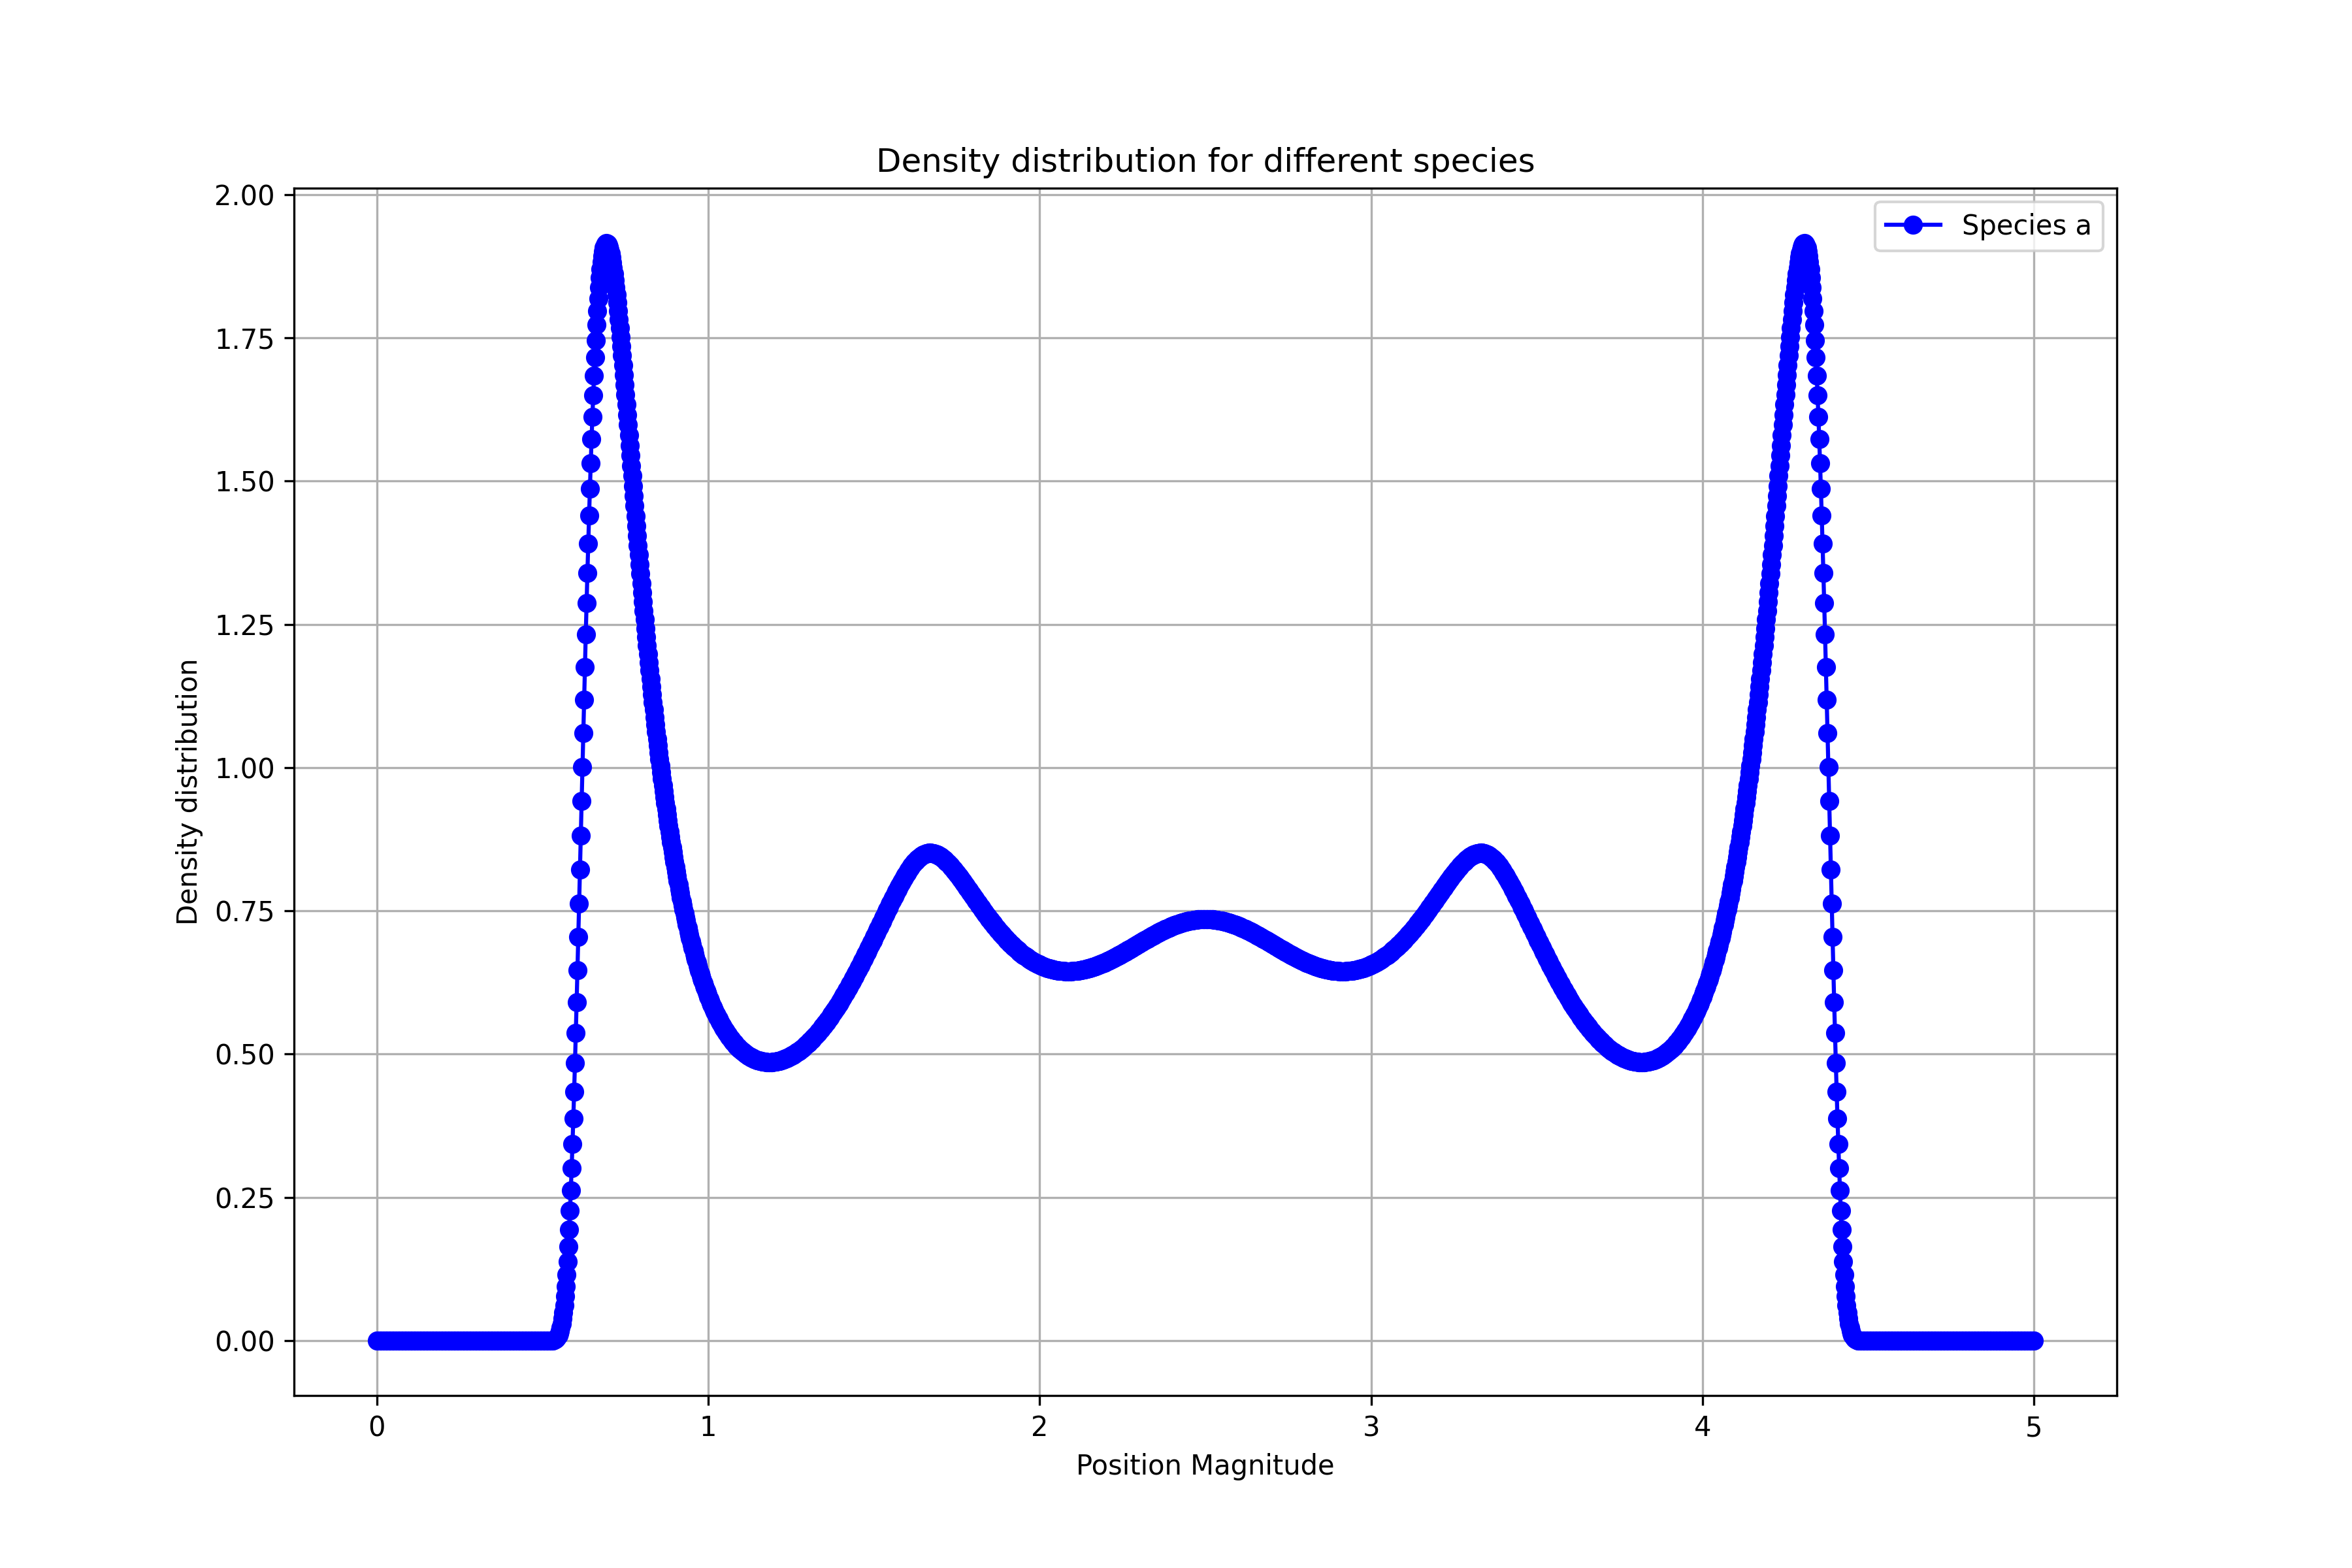 Density distribution for different species
Species a
Density distribution
2.00
1.75
1.50
1.25
1.00
0.75
0.50
0.25
0.00
0 1 2 3 4 5
Position Magnitude